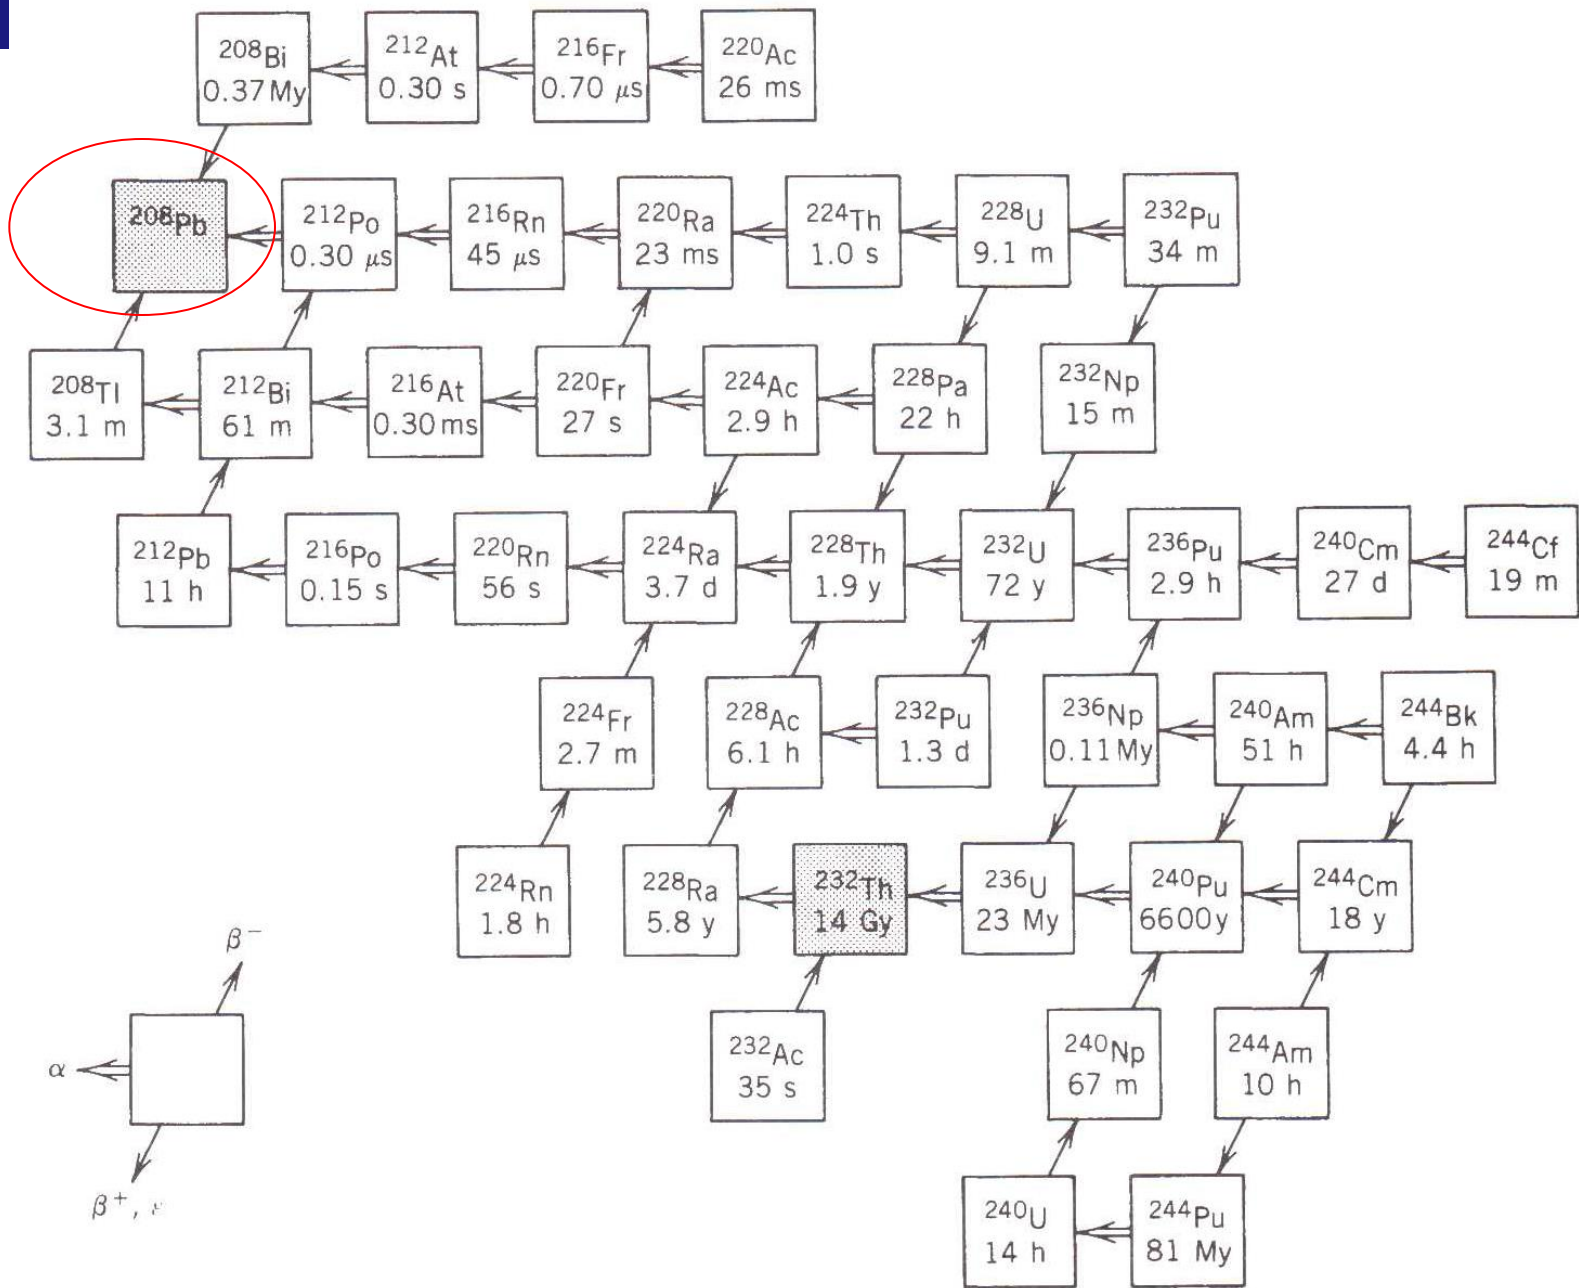 ²⁰⁸Bi ²¹²At ²¹⁶Fr ²²⁰Ac
0.37 My 0.30 s 0.70 μs 26 ms
²⁰⁸Pb ²¹²Po ²¹⁶Rn ²²⁰Ra ²²⁴Th ²²⁸U ²³²Pu
0.30 μs 45 μs 23 ms 1.0 s 9.1 m 34 m
²⁰⁸Tl ²¹²Bi ²¹⁶At ²²⁰Fr ²²⁴Ac ²²⁸Pa ²³²Np
3.1 m 61 m 0.30 ms 27 s 2.9 h 22 h 15 m
²¹²Pb ²¹⁶Po ²²⁰Rn ²²⁴Ra ²²⁸Th ²³²U ²³⁶Pu ²⁴⁰Cm ²⁴⁴Cf
11 h 0.15 s 56 s 3.7 d 1.9 y 72 y 2.9 h 27 d 19 m
²²⁴Fr ²²⁸Ac ²³²Pu ²³⁶Np ²⁴⁰Am ²⁴⁴Bk
2.7 m 6.1 h 1.3 d 0.11 My 51 h 4.4 h
²²⁴Rn ²²⁸Ra ²³²Th ²³⁶U ²⁴⁰Pu ²⁴⁴Cm
1.8 h 5.8 y 14 Gy 23 My 6600 y 18 y
β⁻
²³²Ac ²⁴⁰Np ²⁴⁴Am
35 s 67 m 10 h
α
²⁴⁰U ²⁴⁴Pu
14 h 81 My
β⁺,